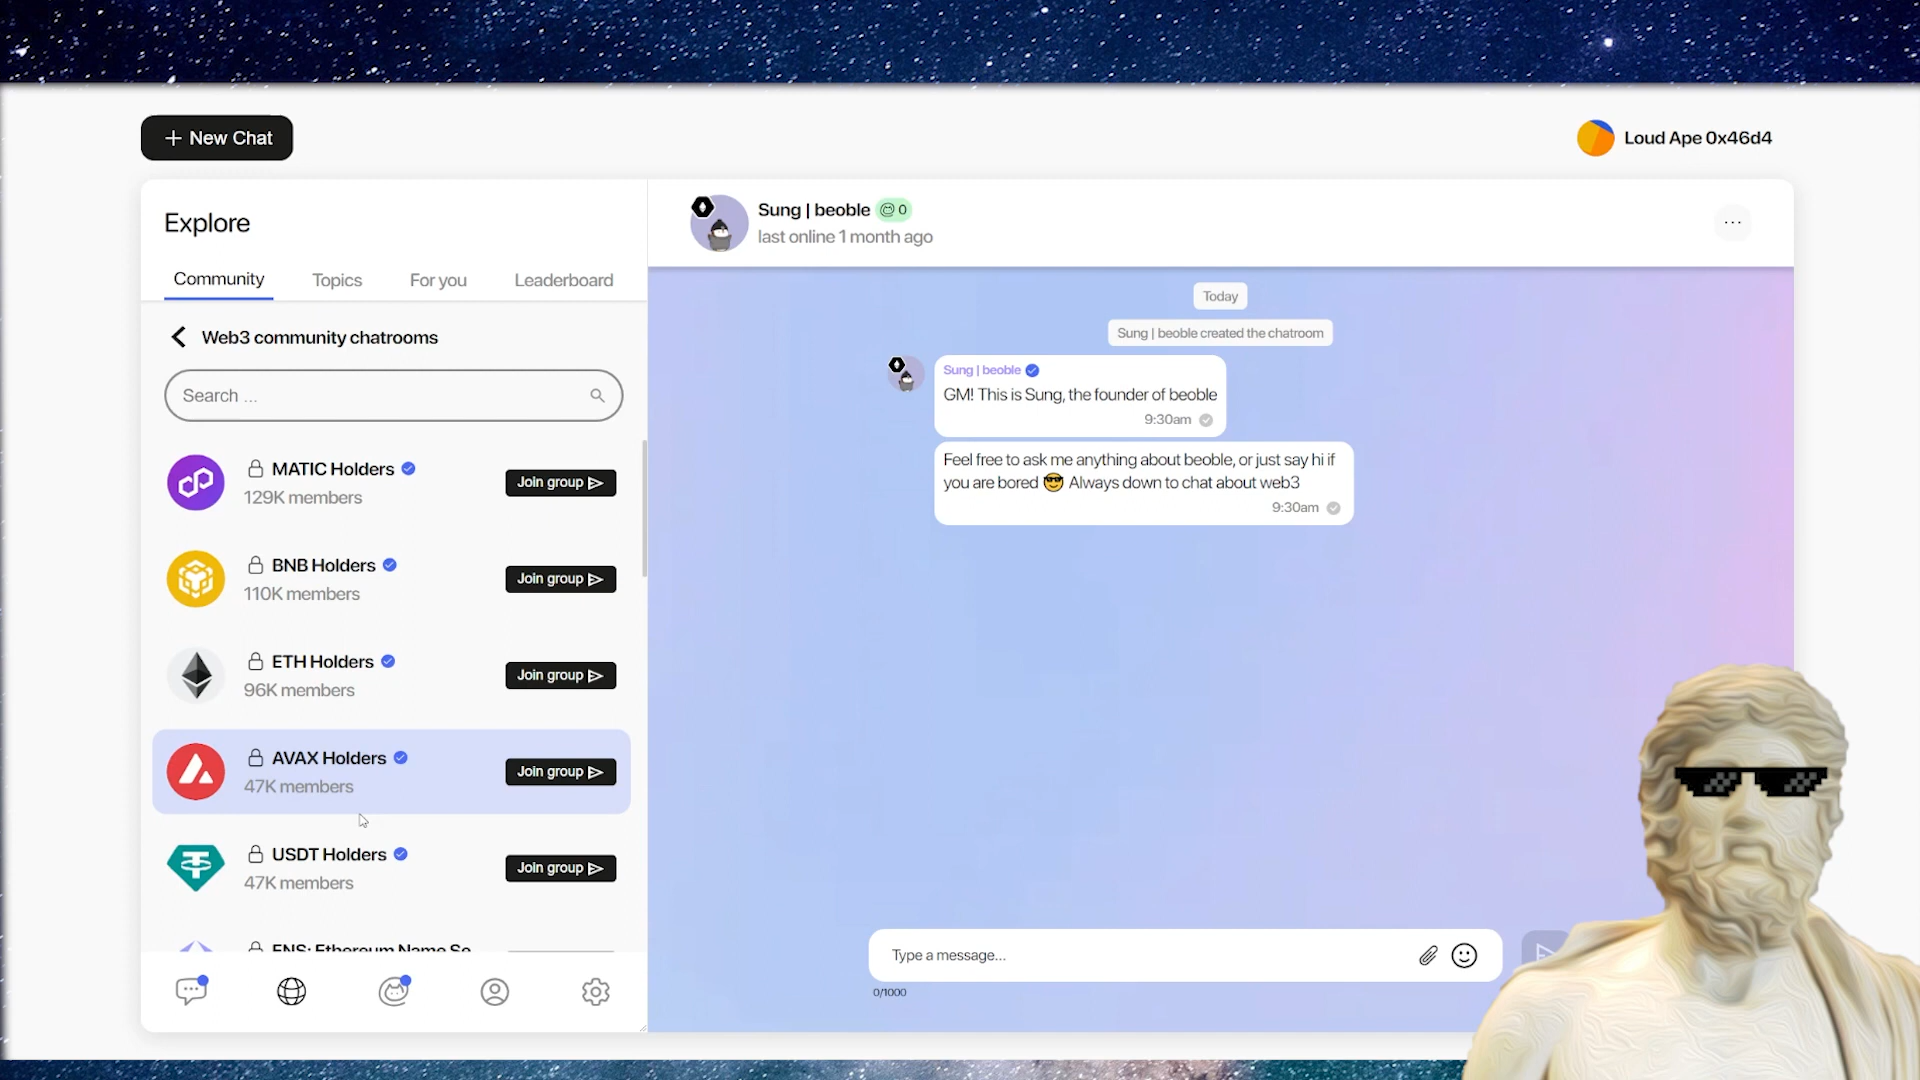 + New Chat
Loud Ape 0x46d4
Explore
Community
Topics
For you
Leaderboard
Web3 community chatrooms
Search ...
MATIC Holders
129K members
Join group
BNB Holders
110K members
Join group
ETH Holders
96K members
Join group
AVAX Holders
47K members
Join group
USDT Holders
47K members
Join group
ENS: Ethereum Name Se
Sung | beoble 0
last online 1 month ago
...
Today
Sung | beoble created the chatroom
Sung | beoble
GM! This is Sung, the founder of beoble
9:30am
Feel free to ask me anything about beoble, or just say hi if
you are bored 😎 Always down to chat about web3
9:30am
Type a message...
0/1000